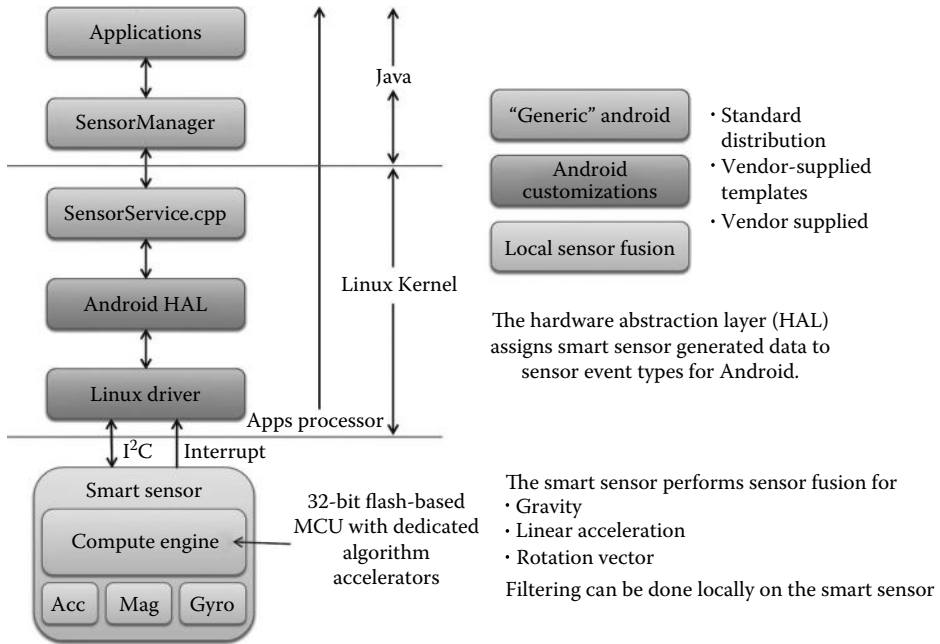 Applications
SensorManager
SensorService.cpp
Android HAL
Linux driver
I²C
Interrupt
Apps processor
Java
Linux Kernel
Smart sensor
Compute engine
Acc
Mag
Gyro
32-bit flash-based
MCU with dedicated
algorithm
accelerators
“Generic” android
Android
customizations
Local sensor fusion
· Standard
distribution
· Vendor-supplied
templates
· Vendor supplied
The hardware abstraction layer (HAL)
assigns smart sensor generated data to
sensor event types for Android.
The smart sensor performs sensor fusion for
· Gravity
· Linear acceleration
· Rotation vector
Filtering can be done locally on the smart sensor